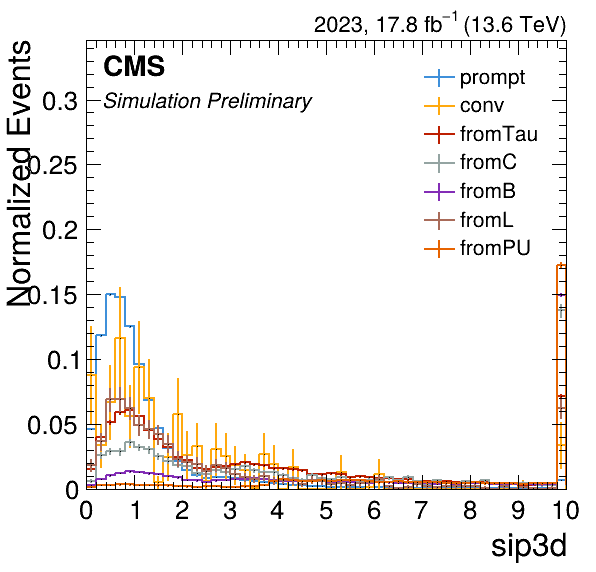 2023, 17.8 fb−1 (13.6 TeV)
CMS
Simulation Preliminary
prompt
conv
fromTau
fromC
fromB
fromL
fromPU
Normalized Events
0.3
0.25
0.2
0.15
0.1
0.05
0
0 1 2 3 4 5 6 7 8 9 10
sip3d